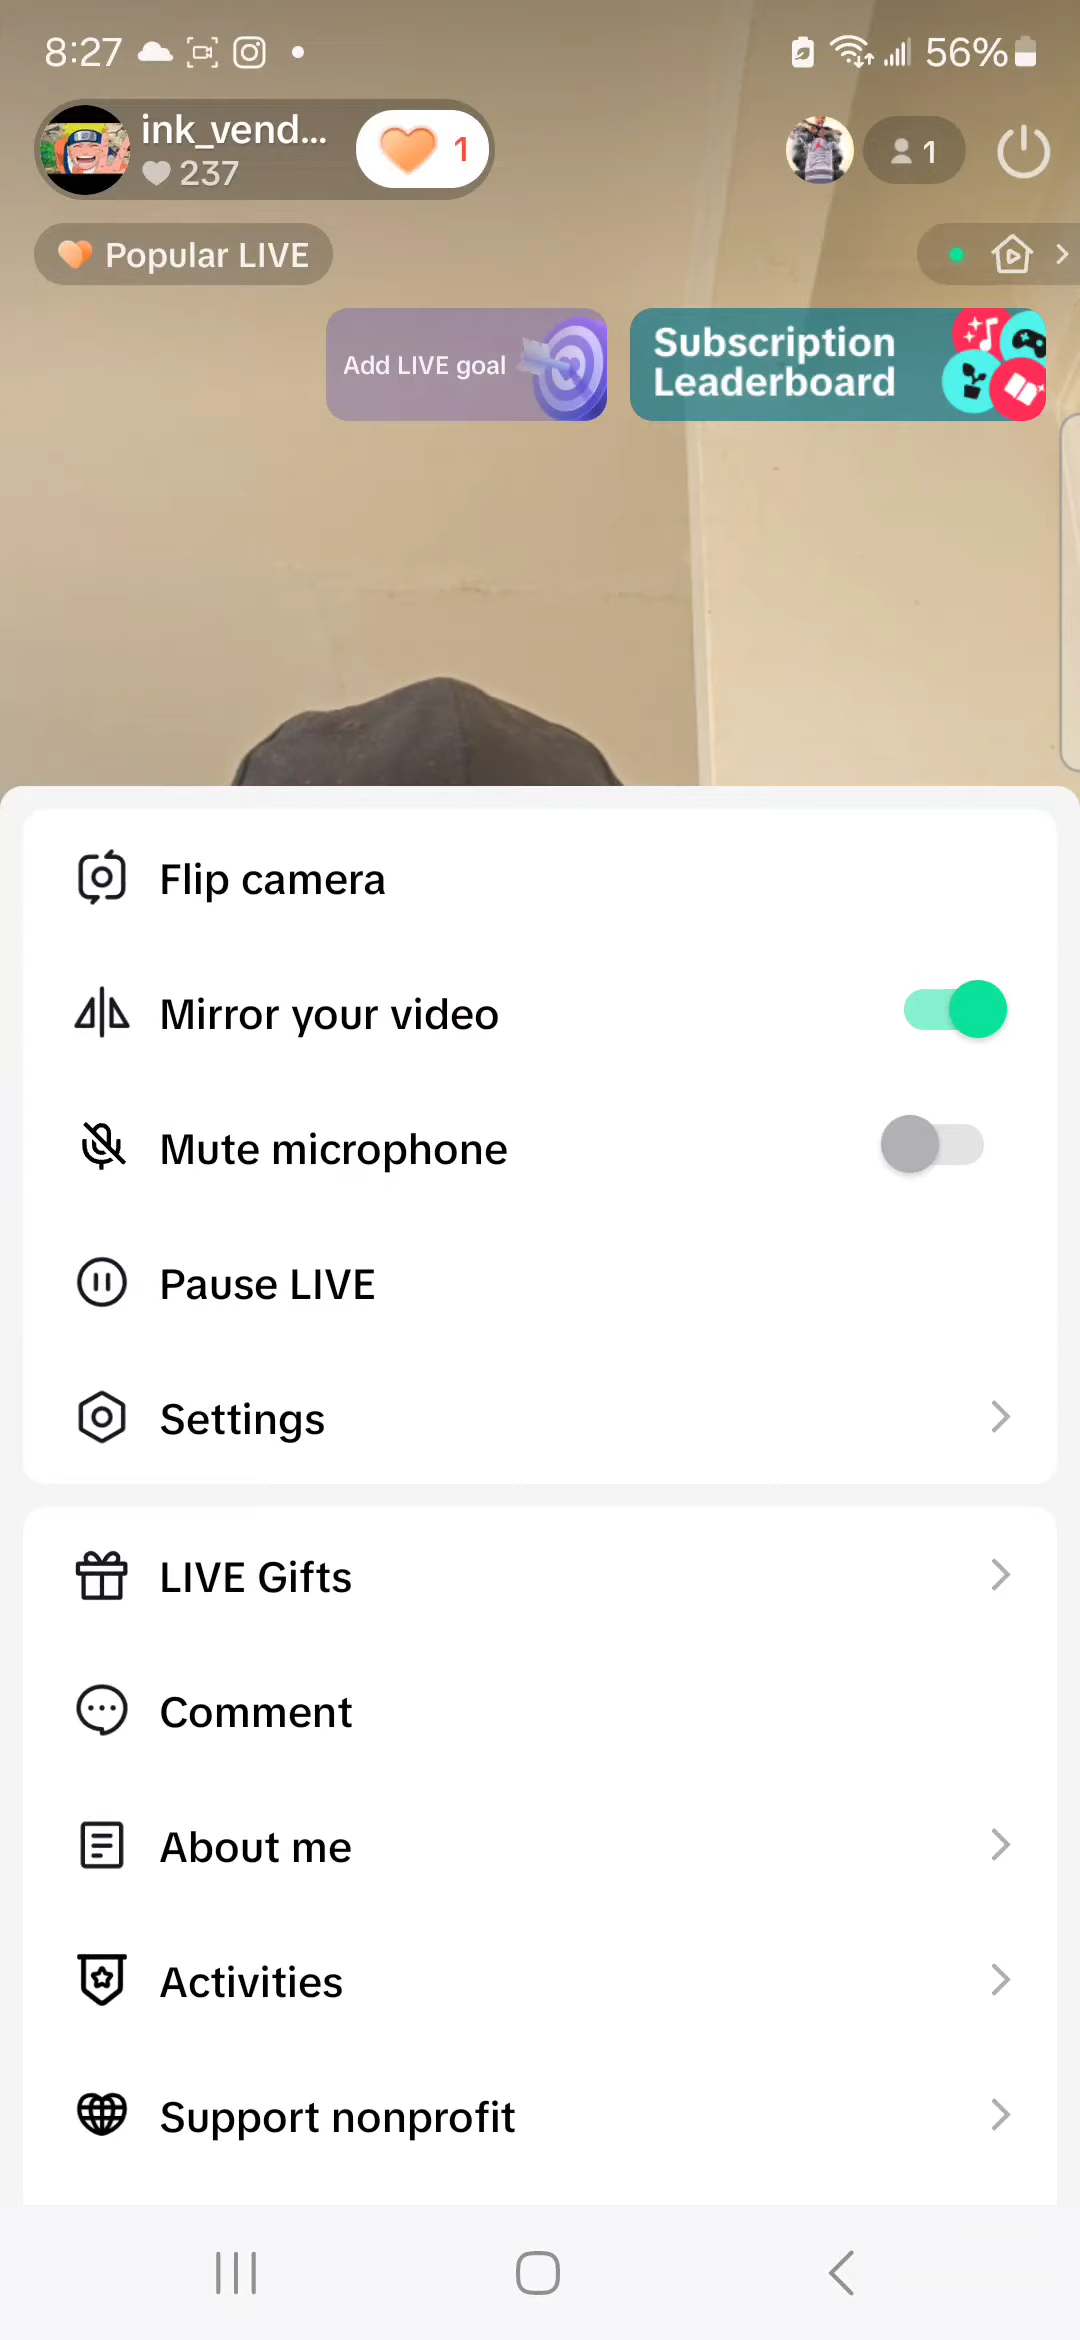 8:27
56%
ink_vend...
237
1
1
Popular LIVE
Add LIVE goal
Subscription
Leaderboard
Flip camera
Mirror your video
Mute microphone
Pause LIVE
Settings
LIVE Gifts
Comment
About me
Activities
Support nonprofit